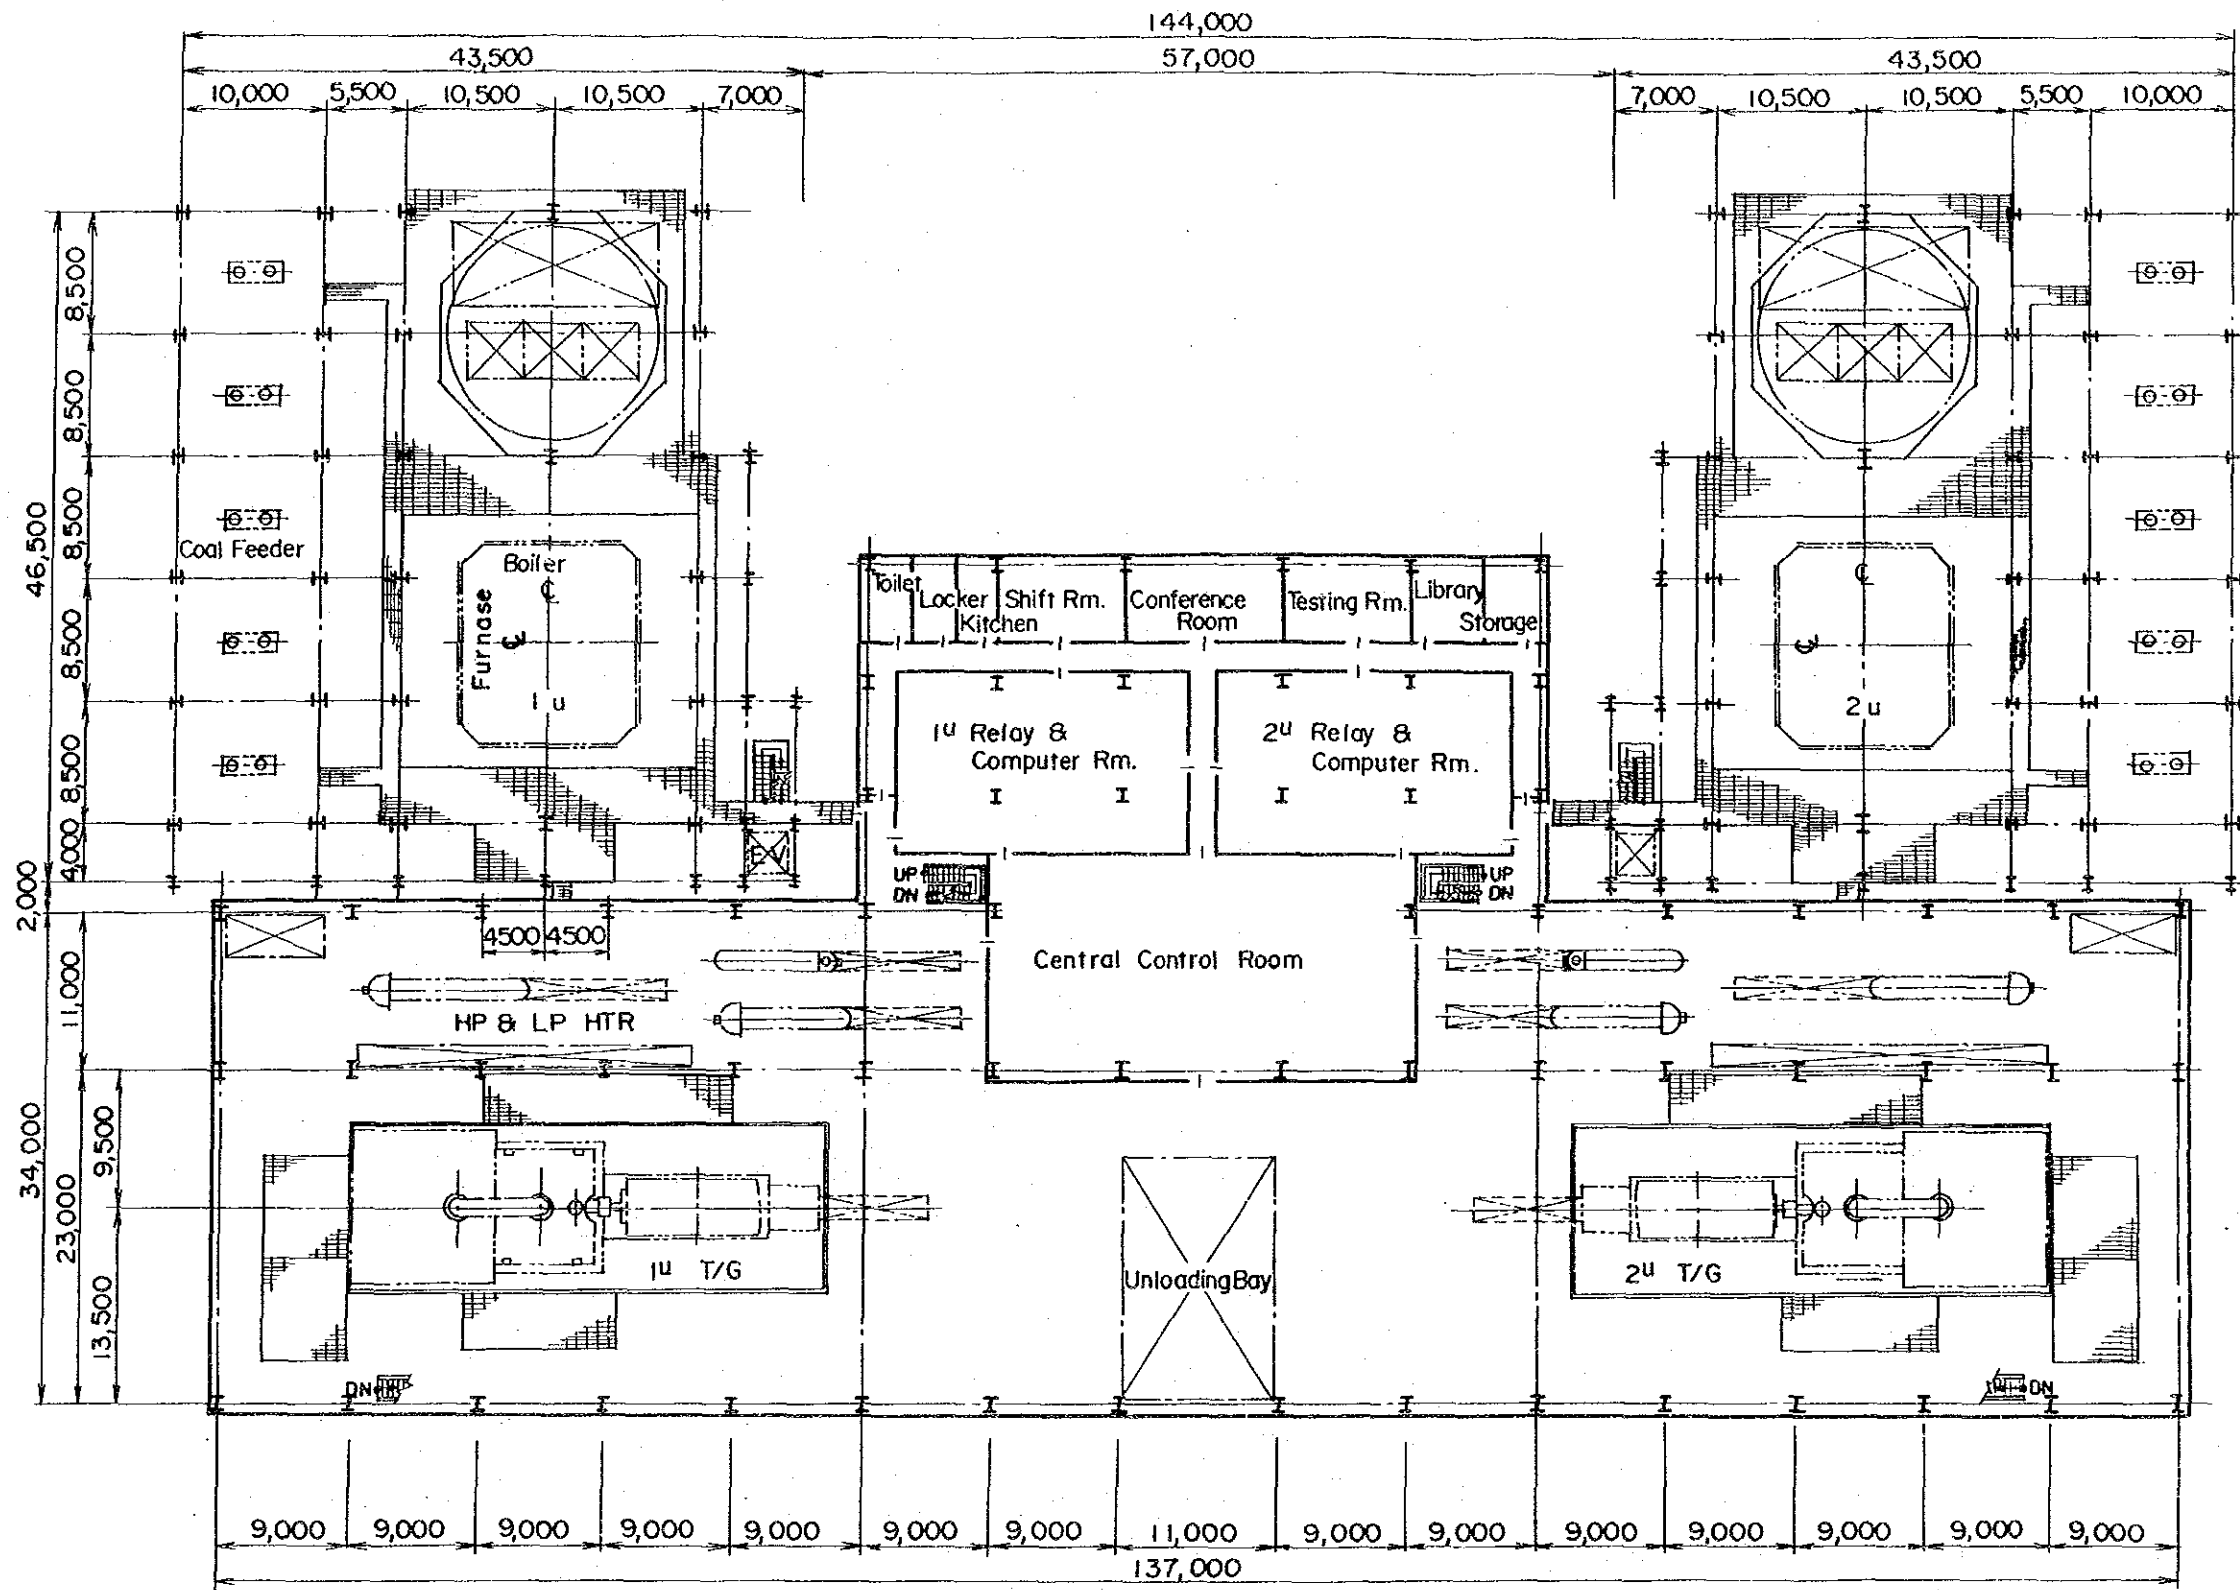 144,000
43,500 57,000 43,500
10,000 5,500 10,500 10,500 7,000 7,000 10,500 10,500 5,500 10,000
8,500
8,500
8,500
8,500
8,500
4,000
46,500
2,000
11,000
9,500
23,000
13,500
34,000
Coal Feeder
Boiler
℄
Furnase
℄
1u
EV
Toilet
Locker
Kitchen
Shift Rm.
Conference
Room
Testing Rm.
Library
Storage
1u Relay &
Computer Rm.
2u Relay &
Computer Rm.
℄
℄
2u
UP
DN
UP
DN
4500 4500
HP & LP HTR
Central Control Room
1u T/G
Unloading Bay
2u T/G
DN
DN
9,000 9,000 9,000 9,000 9,000 9,000 9,000 11,000 9,000 9,000 9,000 9,000 9,000 9,000 9,000
137,000